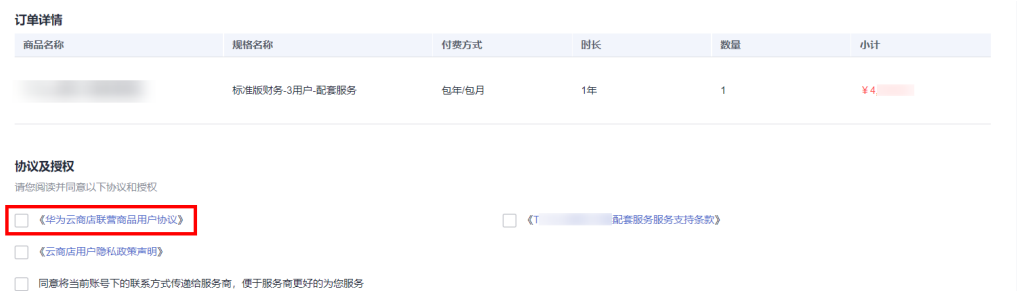 订单详情
商品名称 规格名称 付费方式 时长 数量 小计
标准版财务-3用户-配套服务 包年/包月 1年 1 ¥4,
协议及授权
请您阅读并同意以下协议和授权
《华为云商店联营商品用户协议》 《T 配套服务服务支持条款》
《云商店用户隐私政策声明》
同意将当前账号下的联系方式传递给服务商，便于服务商更好的为您服务